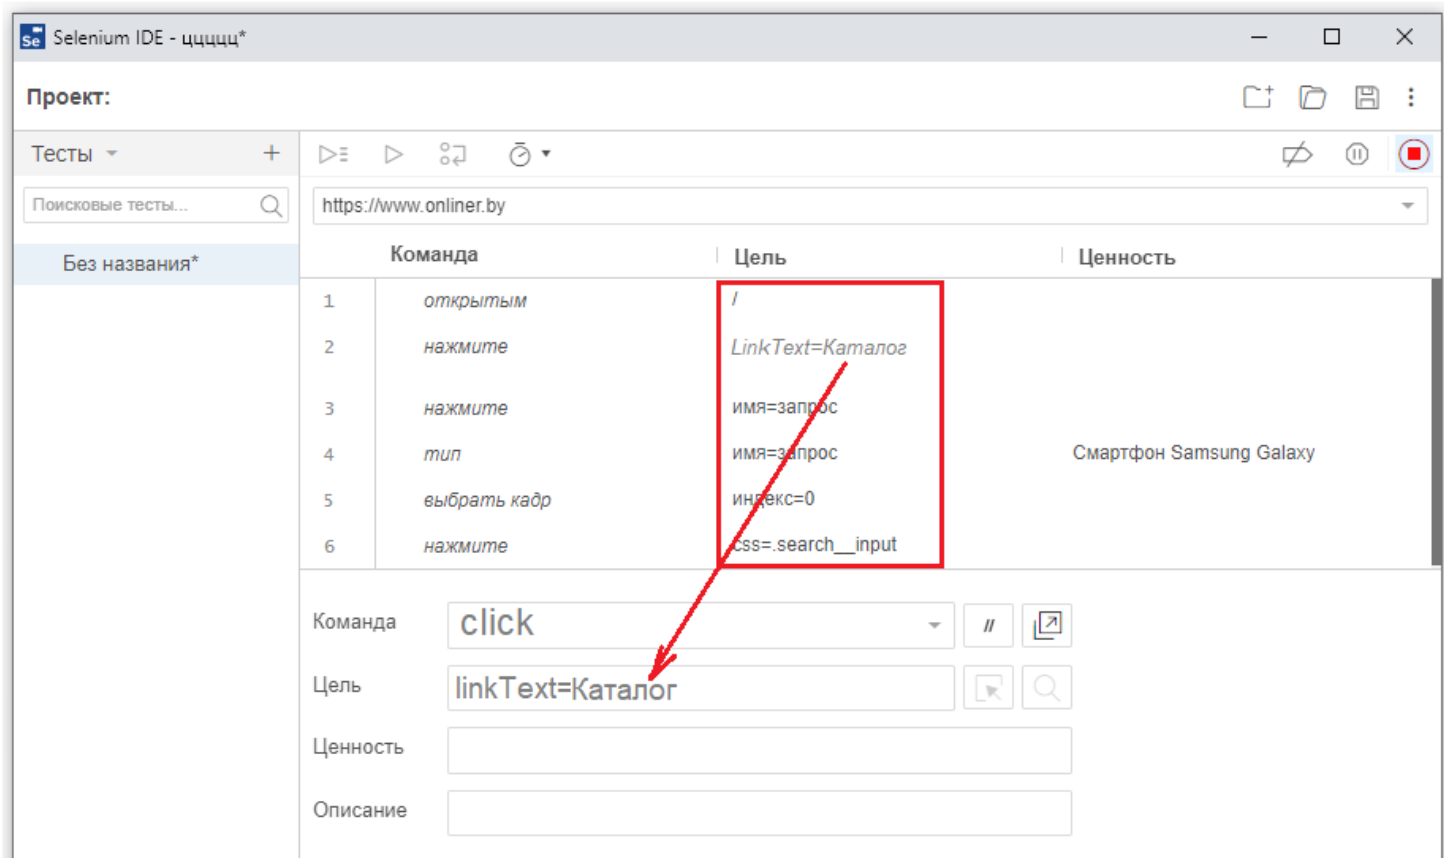 Se Selenium IDE - ццццц*
Проект:
Тесты +
Поисковые тесты...
https://www.onliner.by
Без названия*
Команда Цель Ценность
1 открытым /
2 нажмите LinkText=Каталог
3 нажмите имя=запрос
4 тип имя=запрос Смартфон Samsung Galaxy
5 выбрать кадр индекс=0
6 нажмите css=.search__input
Команда click //
Цель linkText=Каталог
Ценность
Описание